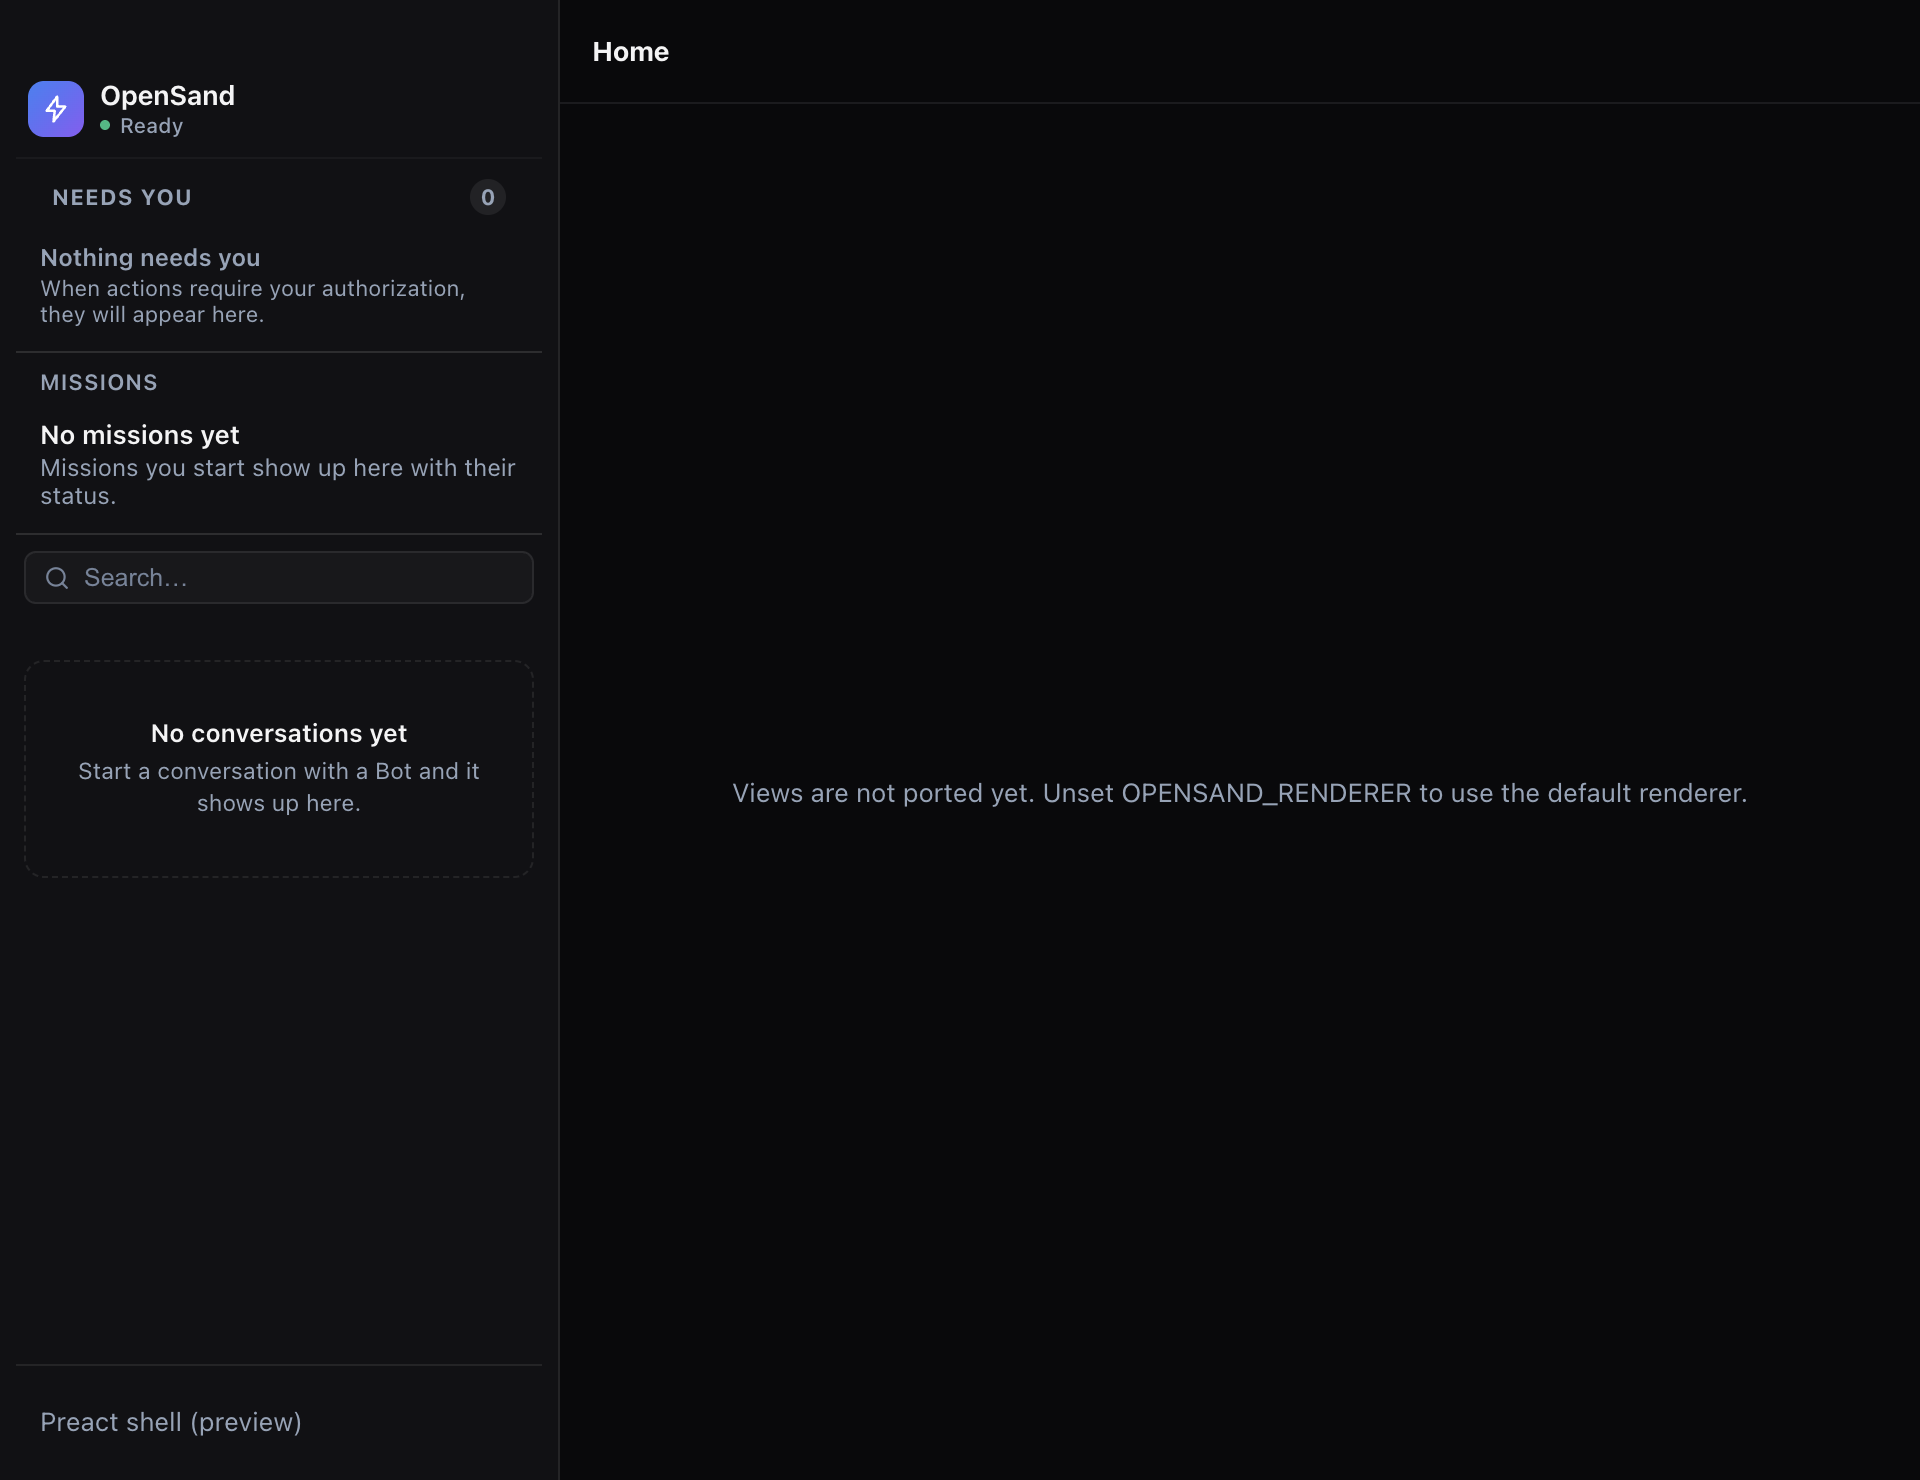 OpenSand
Ready
NEEDS YOU
0
Nothing needs you
When actions require your authorization,
they will appear here.
MISSIONS
No missions yet
Missions you start show up here with their
status.
Search…
No conversations yet
Start a conversation with a Bot and it
shows up here.
Preact shell (preview)
Home
Views are not ported yet. Unset OPENSAND_RENDERER to use the default renderer.